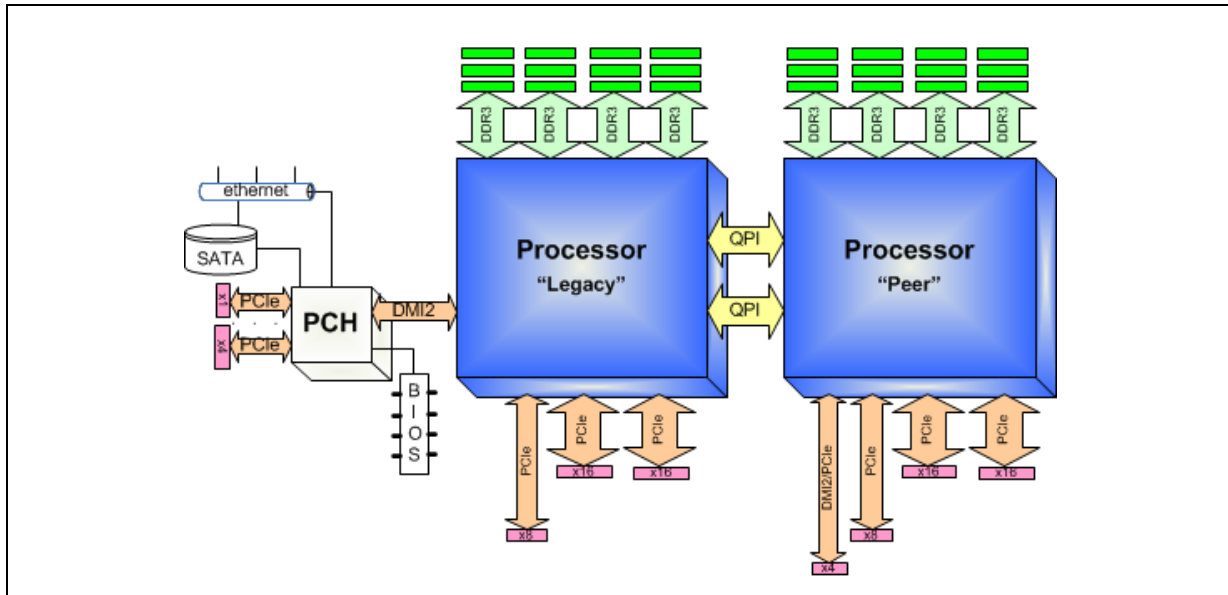 DDR3
DDR3
DDR3
DDR3
DDR3
DDR3
DDR3
DDR3
ethernet
SATA
Processor
“Legacy”
QPI
QPI
Processor
“Peer”
x1
PCIe
x4
PCIe
PCH
DMI2
BIOS
PCIe
x8
PCIe
x16
PCIe
x16
DMI2/PCIe
x4
PCIe
x8
PCIe
x16
PCIe
x16